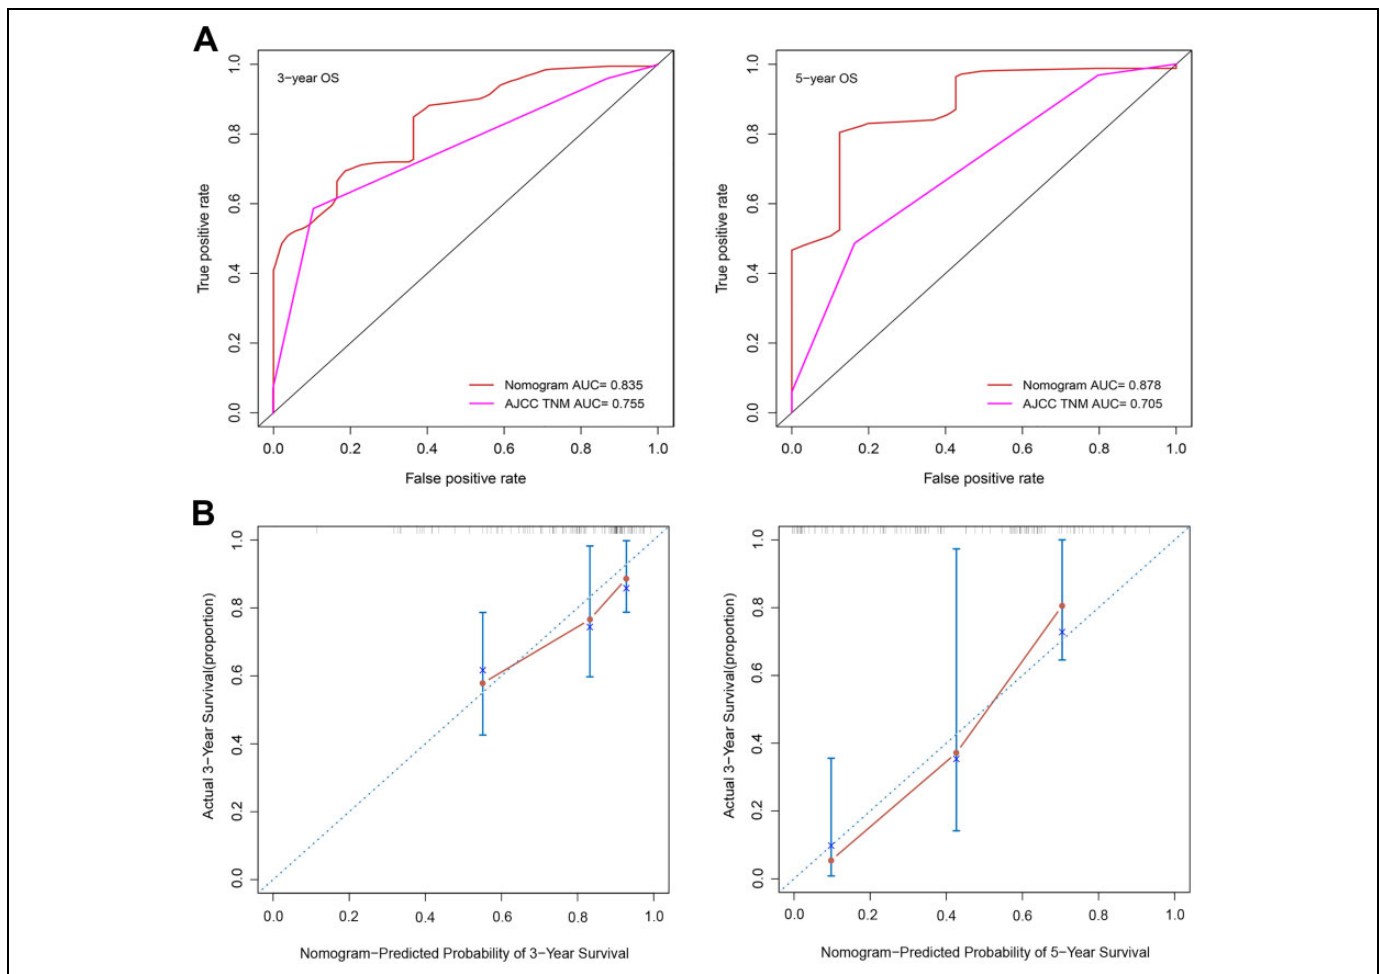 A
3−year OS
True positive rate
1.0
0.8
0.6
0.4
0.2
0.0
Nomogram AUC= 0.835
AJCC TNM AUC= 0.755
0.0 0.2 0.4 0.6 0.8 1.0
False positive rate
5−year OS
True positive rate
1.0
0.8
0.6
0.4
0.2
0.0
Nomogram AUC= 0.878
AJCC TNM AUC= 0.705
0.0 0.2 0.4 0.6 0.8 1.0
False positive rate
B
Actual 3−Year Survival(proportion)
1.0
0.8
0.6
0.4
0.2
0.0
0.0 0.2 0.4 0.6 0.8 1.0
Nomogram−Predicted Probability of 3−Year Survival
Actual 3−Year Survival(proportion)
1.0
0.8
0.6
0.4
0.2
0.0
0.0 0.2 0.4 0.6 0.8 1.0
Nomogram−Predicted Probability of 5−Year Survival